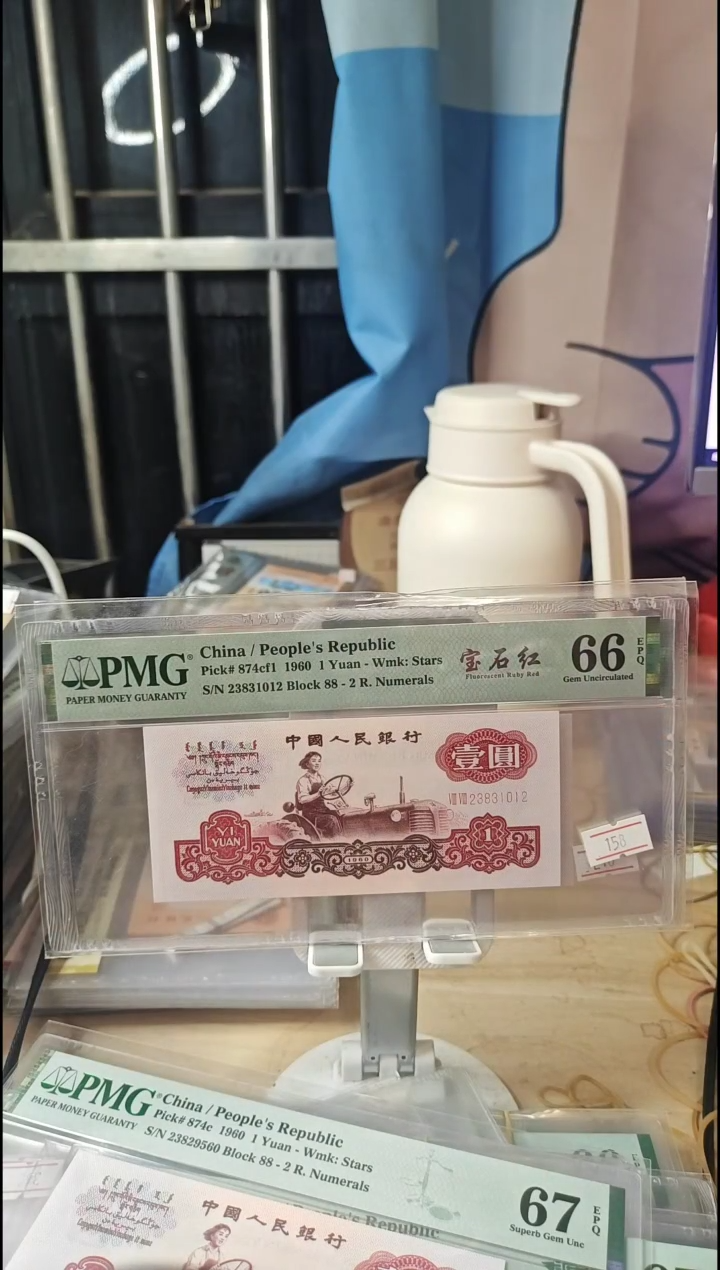 PMG®
PAPER MONEY GUARANTY
China / People's Republic
Pick# 874cf1 1960 1 Yuan - Wmk: Stars
S/N 23831012 Block 88 - 2 R. Numerals
宝石红
Fluorescent Ruby Red
66
EPQ
Gem Uncirculated
中國人民銀行
壹圓
VIII VIII 23831012
YI
YUAN
1960
1
158
PMG®
PAPER MONEY GUARANTY
China / People's Republic
Pick# 874c 1960 1 Yuan - Wmk: Stars
S/N 23829560 Block 88 - 2 R. Numerals
67
EPQ
Superb Gem Unc
中國人民銀行